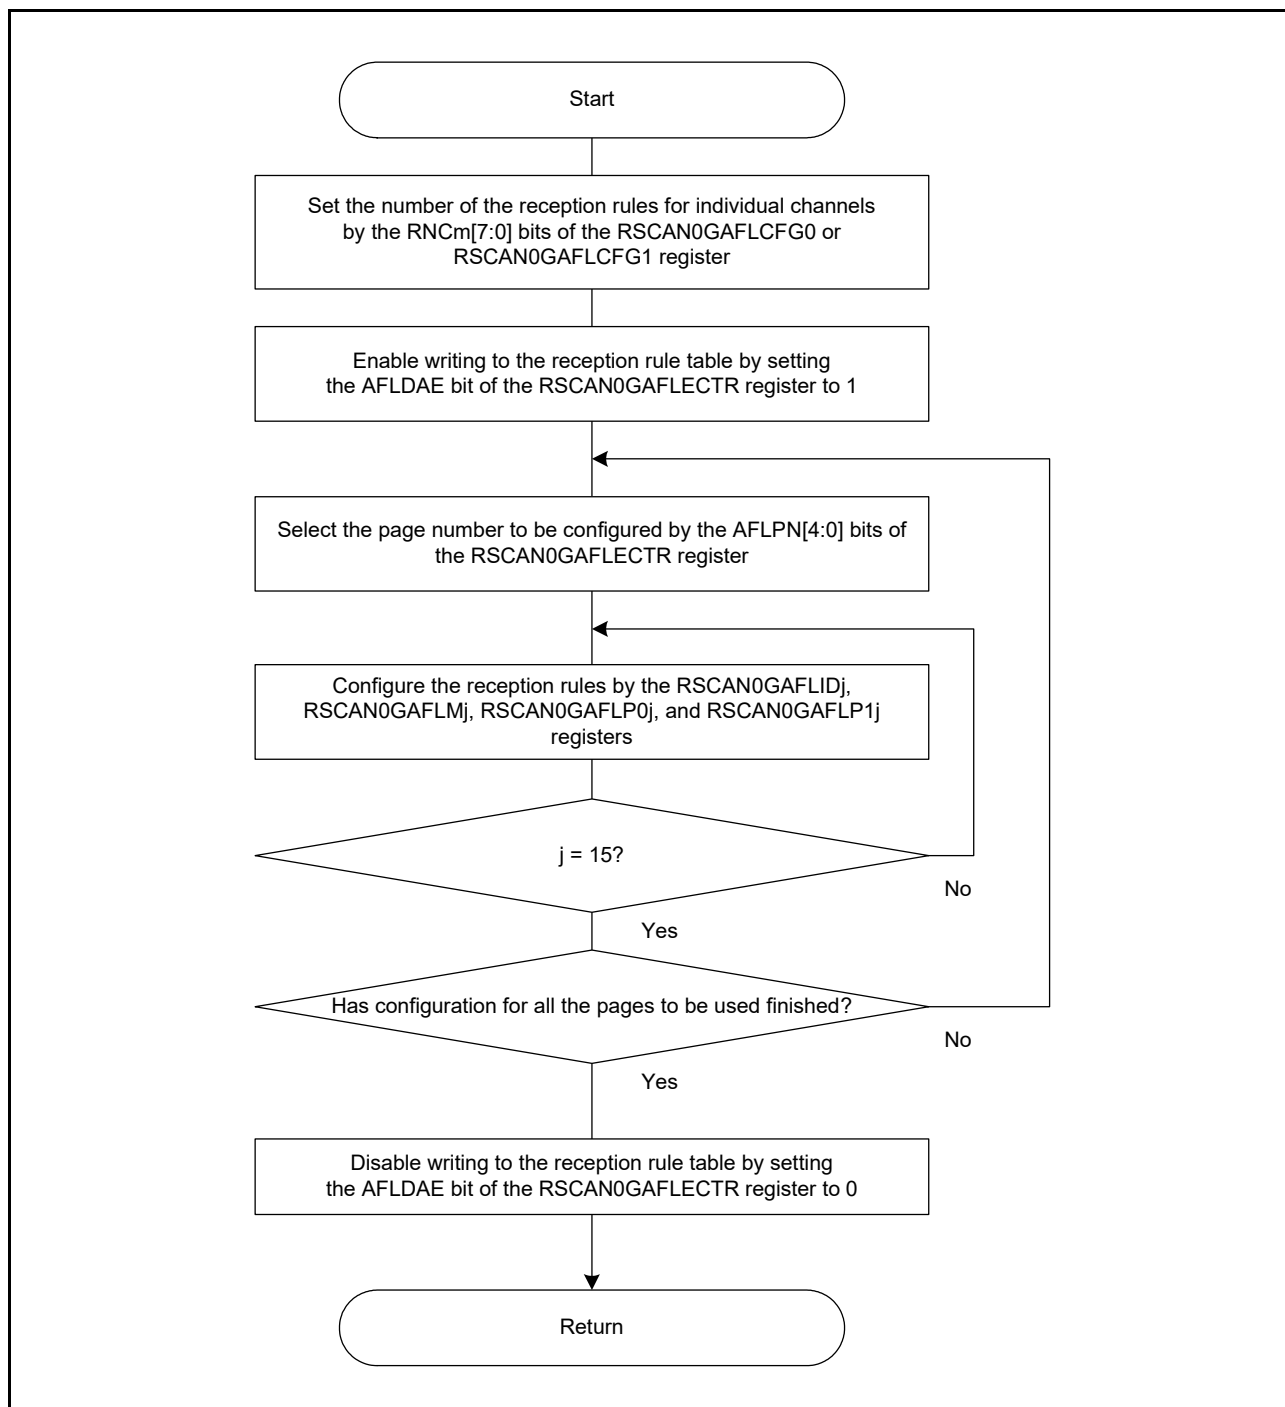 Start
Set the number of the reception rules for individual channels
by the RNCm[7:0] bits of the RSCAN0GAFLCFG0 or
RSCAN0GAFLCFG1 register
Enable writing to the reception rule table by setting
the AFLDAE bit of the RSCAN0GAFLECTR register to 1
Select the page number to be configured by the AFLPN[4:0] bits of
the RSCAN0GAFLECTR register
Configure the reception rules by the RSCAN0GAFLIDj,
RSCAN0GAFLMj, RSCAN0GAFLP0j, and RSCAN0GAFLP1j
registers
j = 15?
No
Yes
Has configuration for all the pages to be used finished?
No
Yes
Disable writing to the reception rule table by setting
the AFLDAE bit of the RSCAN0GAFLECTR register to 0
Return